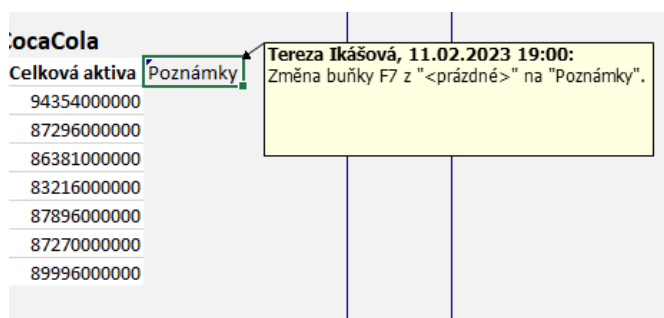 CocaCola
Celková aktiva Poznámky
94354000000
87296000000
86381000000
83216000000
87896000000
87270000000
89996000000
Tereza Ikášová, 11.02.2023 19:00:
Změna buňky F7 z "<prázdné>" na "Poznámky".